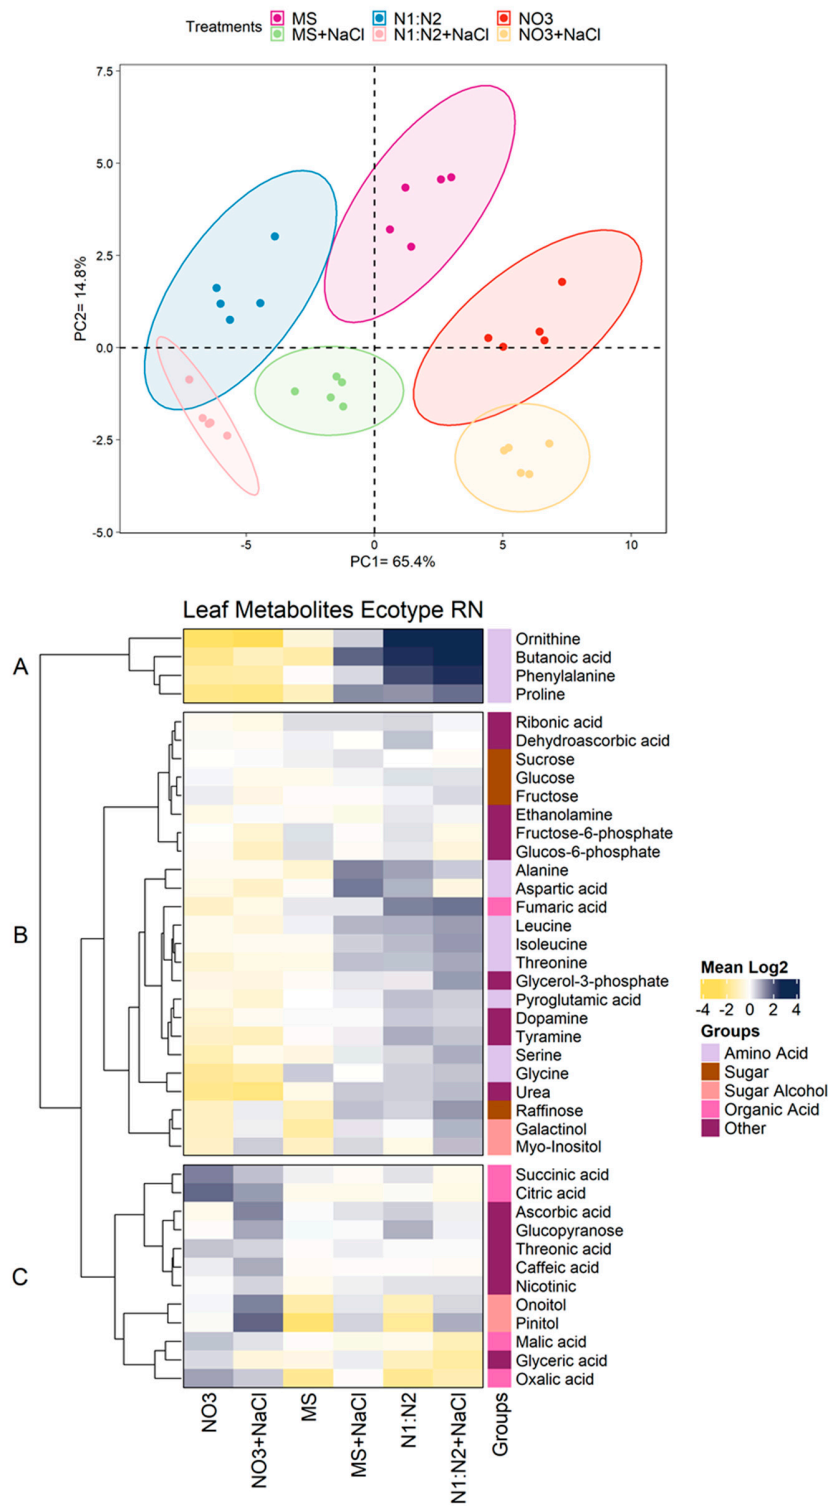 Treatments
MS N1:N2 NO3
MS+NaCl N1:N2+NaCl NO3+NaCl
7.5
5.0
2.5
0.0
-2.5
-5.0
PC2= 14.8%
-5 0 5 10
PC1= 65.4%
Leaf Metabolites Ecotype RN
A
Ornithine
Butanoic acid
Phenylalanine
Proline
B
Ribonic acid
Dehydroascorbic acid
Sucrose
Glucose
Fructose
Ethanolamine
Fructose-6-phosphate
Glucos-6-phosphate
Alanine
Aspartic acid
Fumaric acid
Leucine
Isoleucine
Threonine
Glycerol-3-phosphate
Pyroglutamic acid
Dopamine
Tyramine
Serine
Glycine
Urea
Raffinose
Galactinol
Myo-Inositol
C
Succinic acid
Citric acid
Ascorbic acid
Glucopyranose
Threonic acid
Caffeic acid
Nicotinic
Onoitol
Pinitol
Malic acid
Glyceric acid
Oxalic acid
NO3
NO3+NaCl
MS
MS+NaCl
N1:N2
N1:N2+NaCl
Groups
Mean Log2
-4 -2 0 2 4
Groups
Amino Acid
Sugar
Sugar Alcohol
Organic Acid
Other